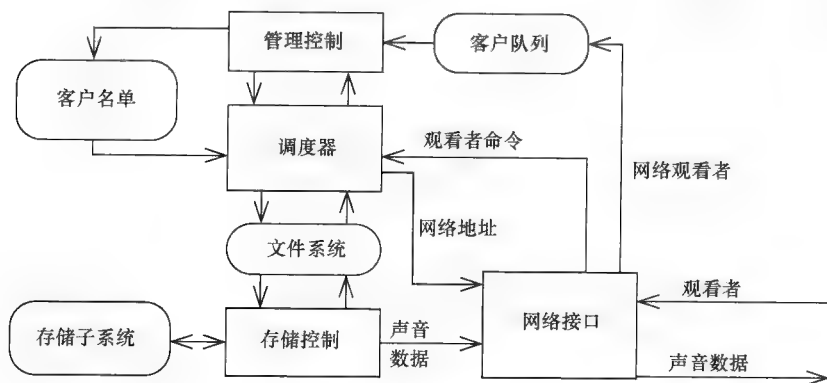 管理控制
客户队列
客户名单
调度器
观看者命令
网络观看者
网络地址
文件系统
观看者
存储子系统
存储控制
声音
数据
网络接口
声音数据